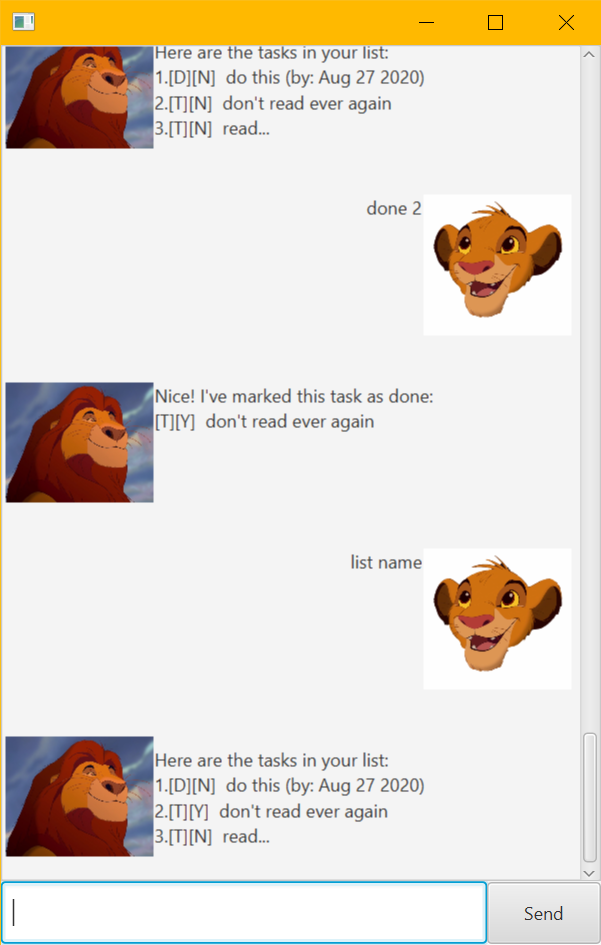 Here are the tasks in your list:
1.[D][N]  do this (by: Aug 27 2020)
2.[T][N]  don't read ever again
3.[T][N]  read...
done 2
Nice! I've marked this task as done:
[T][Y]  don't read ever again
list name
Here are the tasks in your list:
1.[D][N]  do this (by: Aug 27 2020)
2.[T][Y]  don't read ever again
3.[T][N]  read...
Send